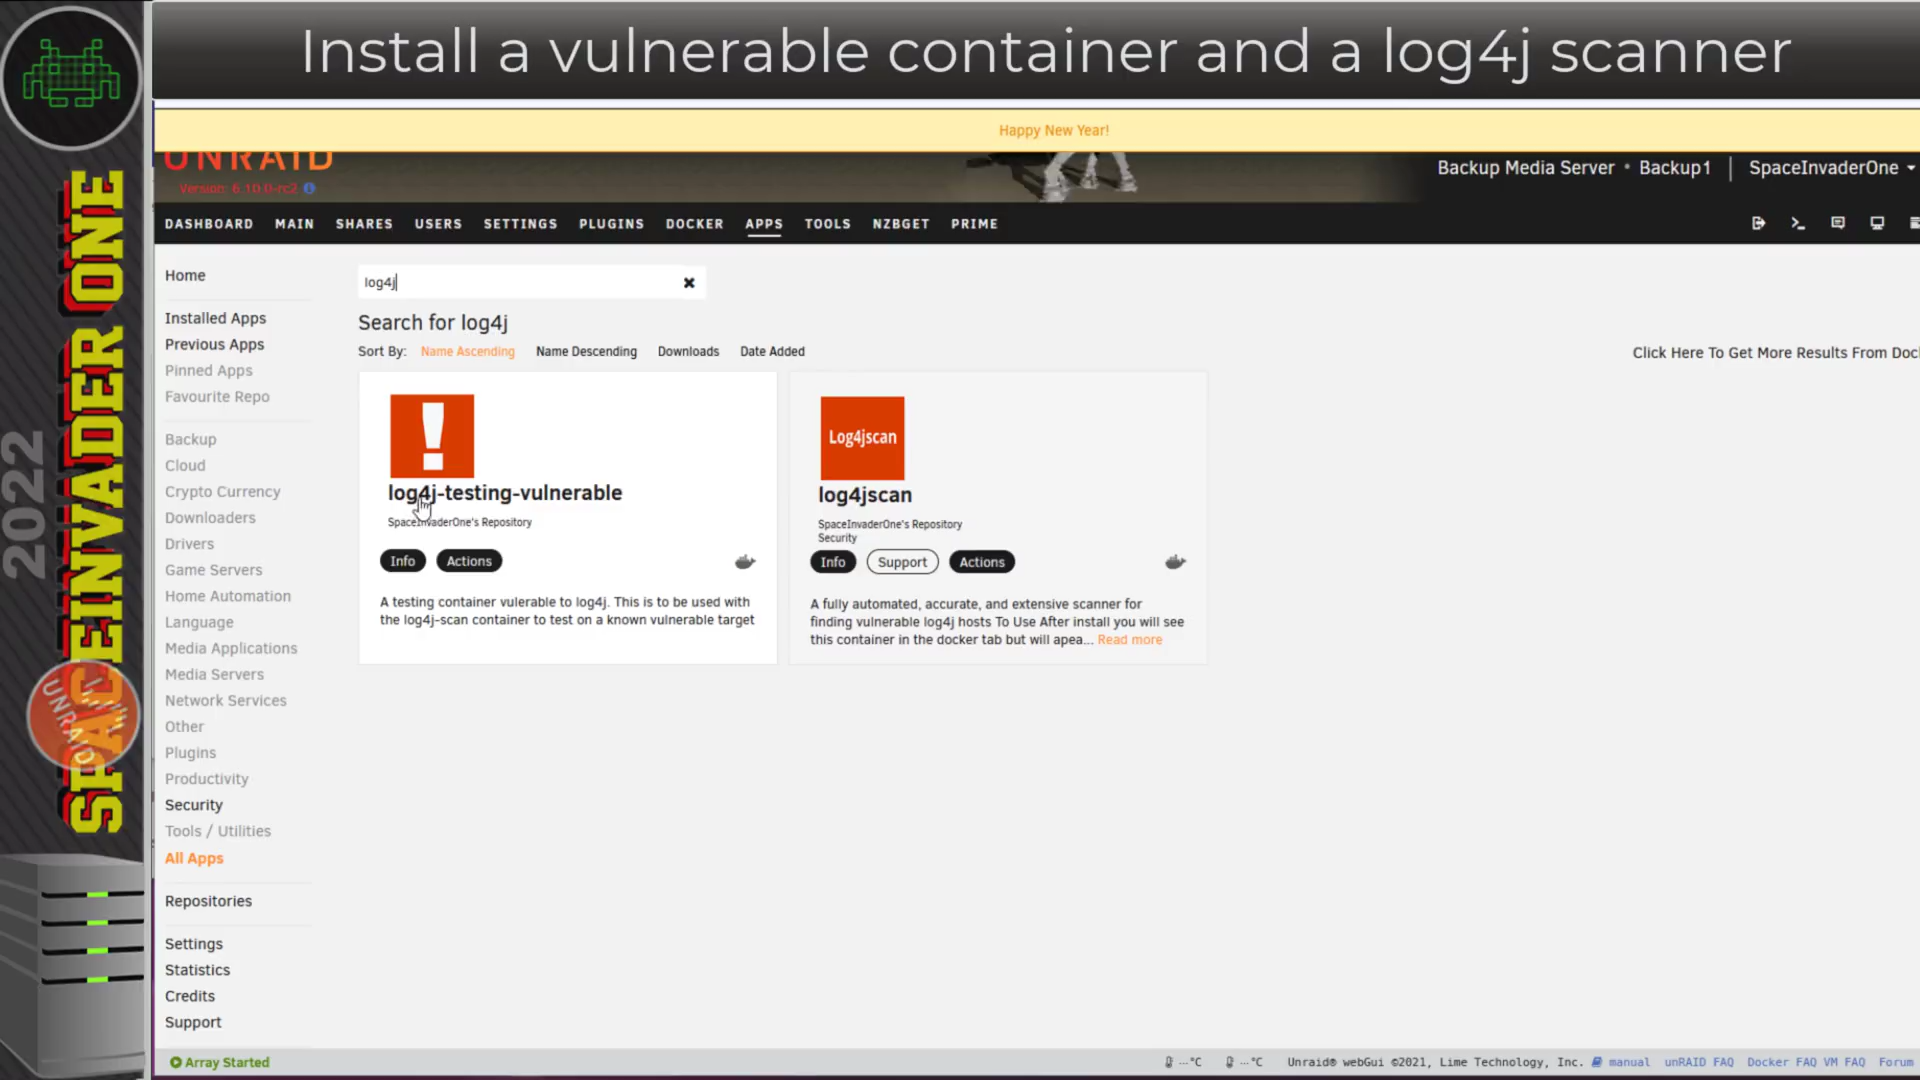 Install a vulnerable container and a log4j scanner
Happy New Year!
UNRAID
Version: 6.10.0-rc2
Backup Media Server • Backup1 | SpaceInvaderOne
DASHBOARD MAIN SHARES USERS SETTINGS PLUGINS DOCKER APPS TOOLS NZBGET PRIME
Home
Installed Apps
Previous Apps
Pinned Apps
Favourite Repo
Backup
Cloud
Crypto Currency
Downloaders
Drivers
Game Servers
Home Automation
Language
Media Applications
Media Servers
Network Services
Other
Plugins
Productivity
Security
Tools / Utilities
All Apps
Repositories
Settings
Statistics
Credits
Support
log4j
Search for log4j
Sort By: Name Ascending Name Descending Downloads Date Added
Click Here To Get More Results From Doc
log4j-testing-vulnerable
SpaceInvaderOne's Repository
Info Actions
A testing container vulerable to log4j. This is to be used with
the log4j-scan container to test on a known vulnerable target
Log4jscan
log4jscan
SpaceInvaderOne's Repository
Security
Info Support Actions
A fully automated, accurate, and extensive scanner for
finding vulnerable log4j hosts To Use After install you will see
this container in the docker tab but will apea... Read more
Array Started
--°C --°C Unraid® webGui ©2021, Lime Technology, Inc. manual unRAID FAQ Docker FAQ VM FAQ Forum
2022
SPACEINVADER ONE
UNRAID